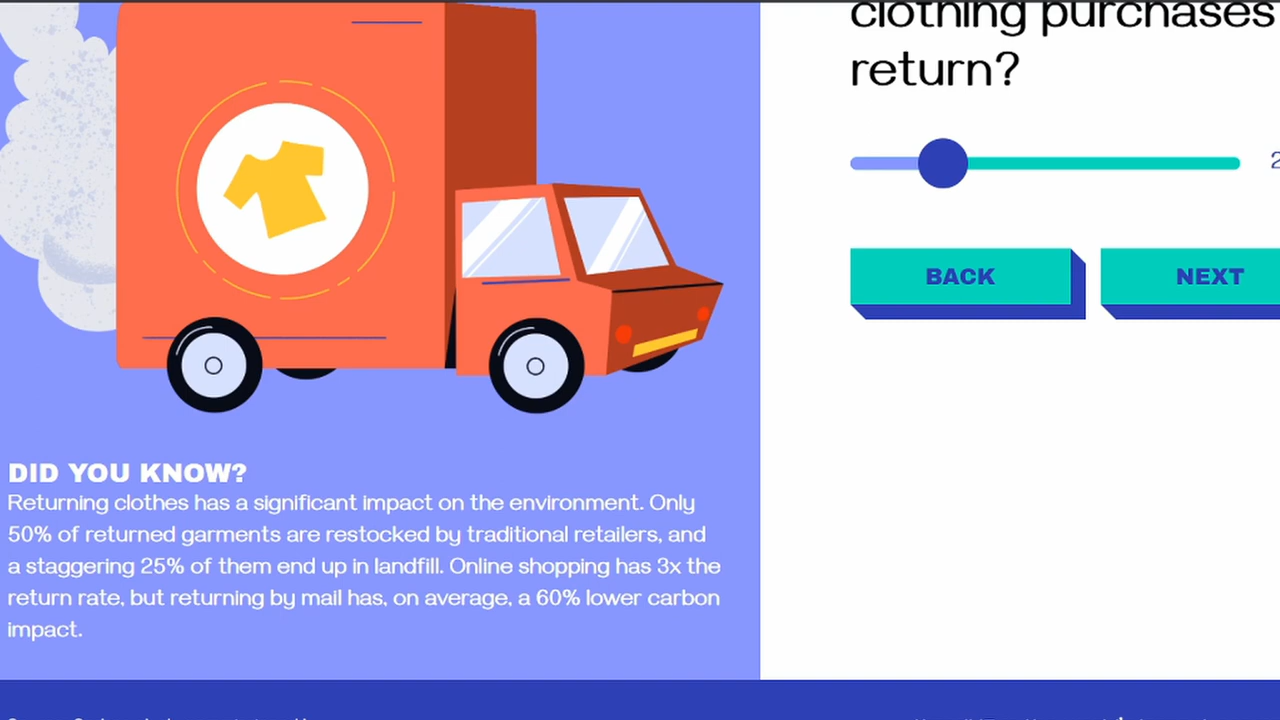 clothing purchases
return?
BACK
NEXT
DID YOU KNOW?
Returning clothes has a significant impact on the environment. Only
50% of returned garments are restocked by traditional retailers, and
a staggering 25% of them end up in landfill. Online shopping has 3x the
return rate, but returning by mail has, on average, a 60% lower carbon
impact.